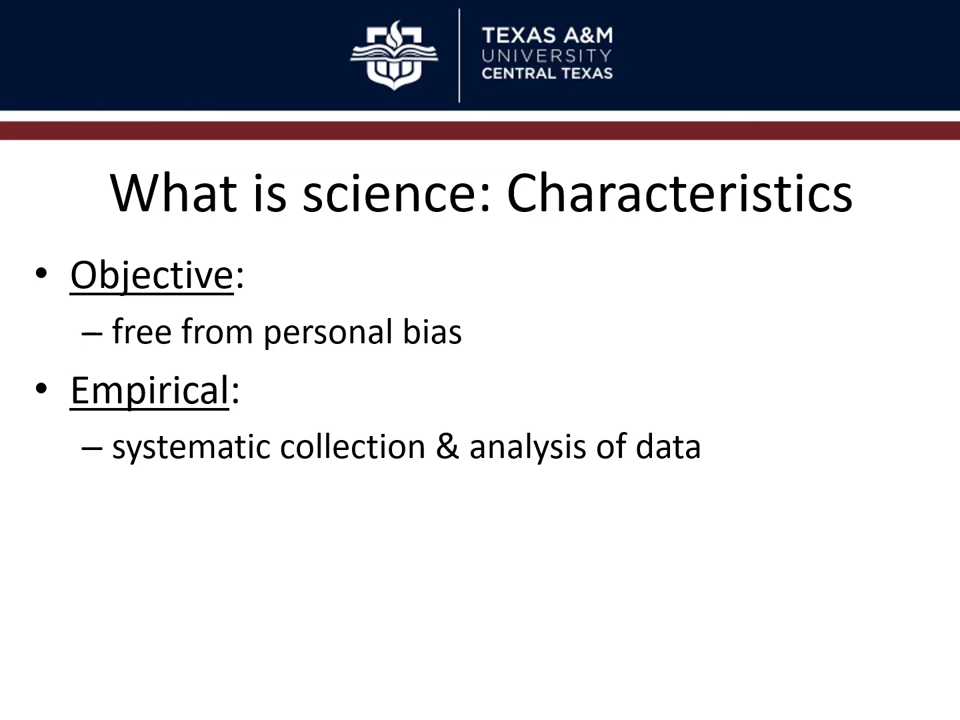 TEXAS A&M
UNIVERSITY
CENTRAL TEXAS
What is science: Characteristics
• Objective:
– free from personal bias
• Empirical:
– systematic collection & analysis of data